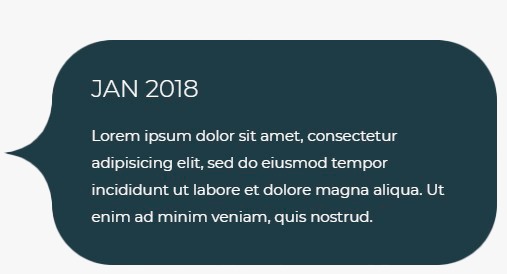 JAN 2018
Lorem ipsum dolor sit amet, consectetur
adipisicing elit, sed do eiusmod tempor
incididunt ut labore et dolore magna aliqua. Ut
enim ad minim veniam, quis nostrud.